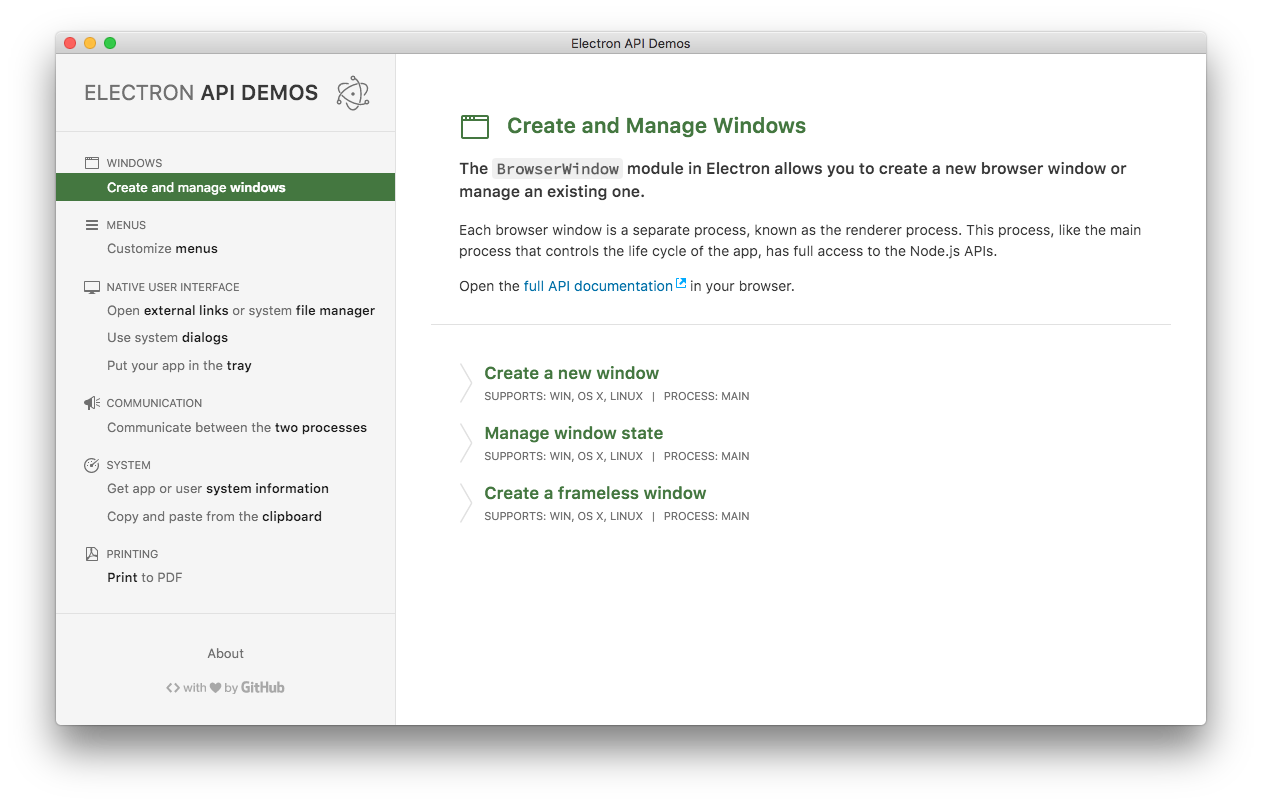 Electron API Demos
ELECTRON API DEMOS
WINDOWS
Create and manage windows
MENUS
Customize menus
NATIVE USER INTERFACE
Open external links or system file manager
Use system dialogs
Put your app in the tray
COMMUNICATION
Communicate between the two processes
SYSTEM
Get app or user system information
Copy and paste from the clipboard
PRINTING
Print to PDF
About
<> with ♥ by GitHub
Create and Manage Windows
The BrowserWindow module in Electron allows you to create a new browser window or
manage an existing one.
Each browser window is a separate process, known as the renderer process. This process, like the main
process that controls the life cycle of the app, has full access to the Node.js APIs.
Open the full API documentation in your browser.
Create a new window
SUPPORTS: WIN, OS X, LINUX | PROCESS: MAIN
Manage window state
SUPPORTS: WIN, OS X, LINUX | PROCESS: MAIN
Create a frameless window
SUPPORTS: WIN, OS X, LINUX | PROCESS: MAIN